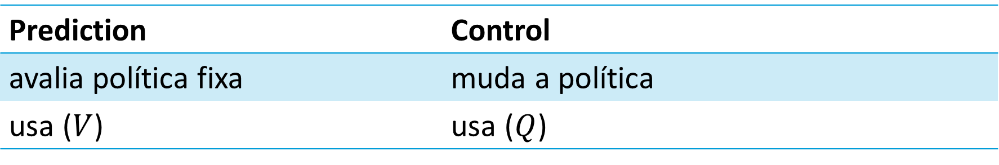 Prediction Control
avalia política fixa muda a política
usa (V) usa (Q)